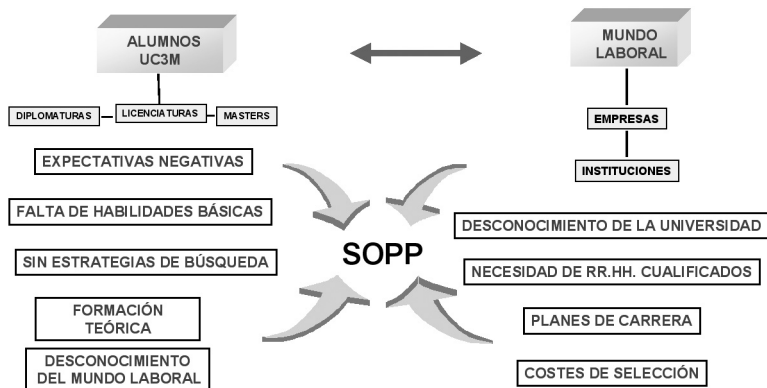 ALUMNOS
UC3M
MUNDO
LABORAL
DIPLOMATURAS
LICENCIATURAS
MASTERS
EMPRESAS
INSTITUCIONES
EXPECTATIVAS NEGATIVAS
FALTA DE HABILIDADES BÁSICAS
SIN ESTRATEGIAS DE BÚSQUEDA
FORMACIÓN
TEÓRICA
DESCONOCIMIENTO
DEL MUNDO LABORAL
SOPP
DESCONOCIMIENTO DE LA UNIVERSIDAD
NECESIDAD DE RR.HH. CUALIFICADOS
PLANES DE CARRERA
COSTES DE SELECCIÓN